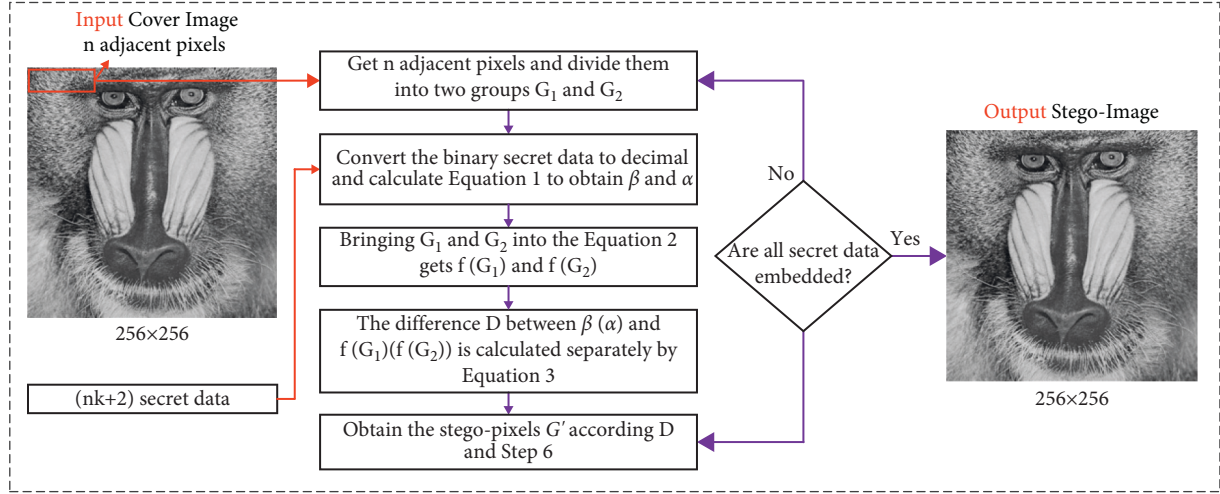 Input Cover Image
n adjacent pixels
256×256
(nk+2) secret data
Get n adjacent pixels and divide them
into two groups G₁ and G₂
Convert the binary secret data to decimal
and calculate Equation 1 to obtain β and α
Bringing G₁ and G₂ into the Equation 2
gets f (G₁) and f (G₂)
The difference D between β (α) and
f (G₁)(f (G₂)) is calculated separately by
Equation 3
Obtain the stego-pixels G′ according D
and Step 6
No
Are all secret data
embedded?
Yes
Output Stego-Image
256×256